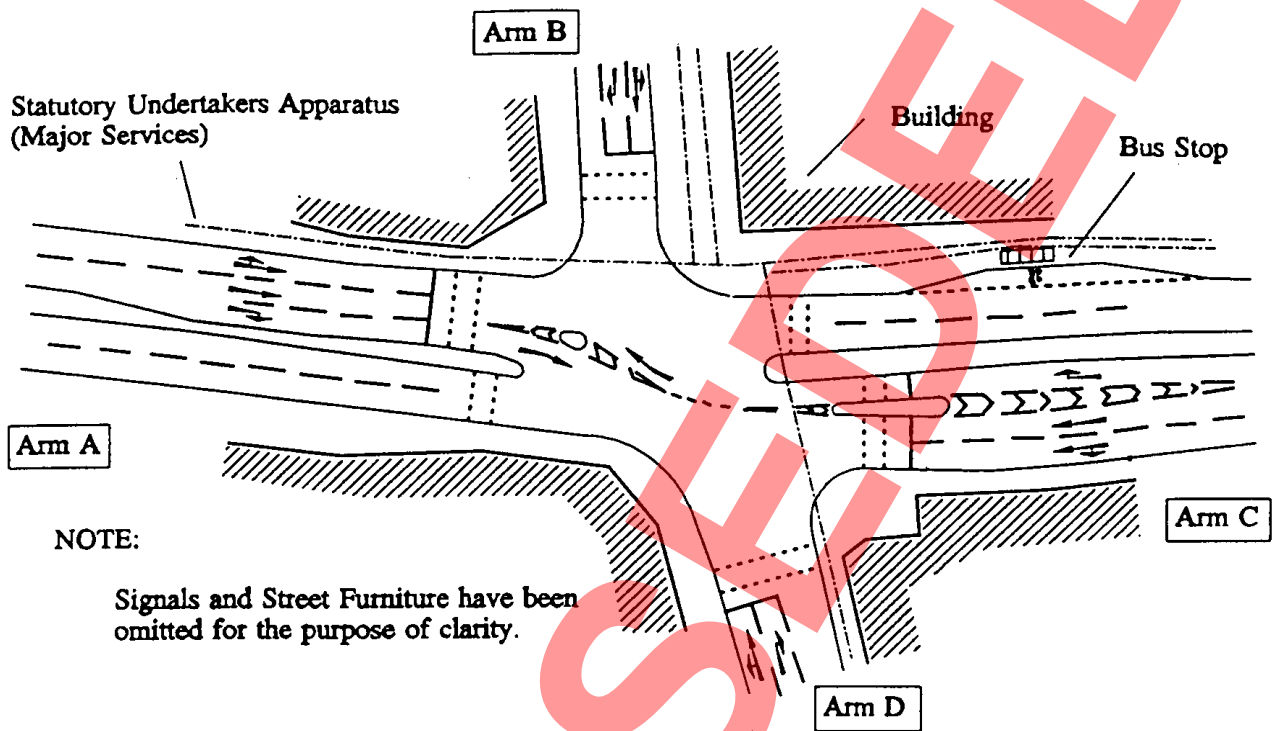 Arm B
Statutory Undertakers Apparatus
(Major Services)
Building
Bus Stop
Arm A
Arm C
NOTE:
Signals and Street Furniture have been
omitted for the purpose of clarity.
Arm D
SEDED